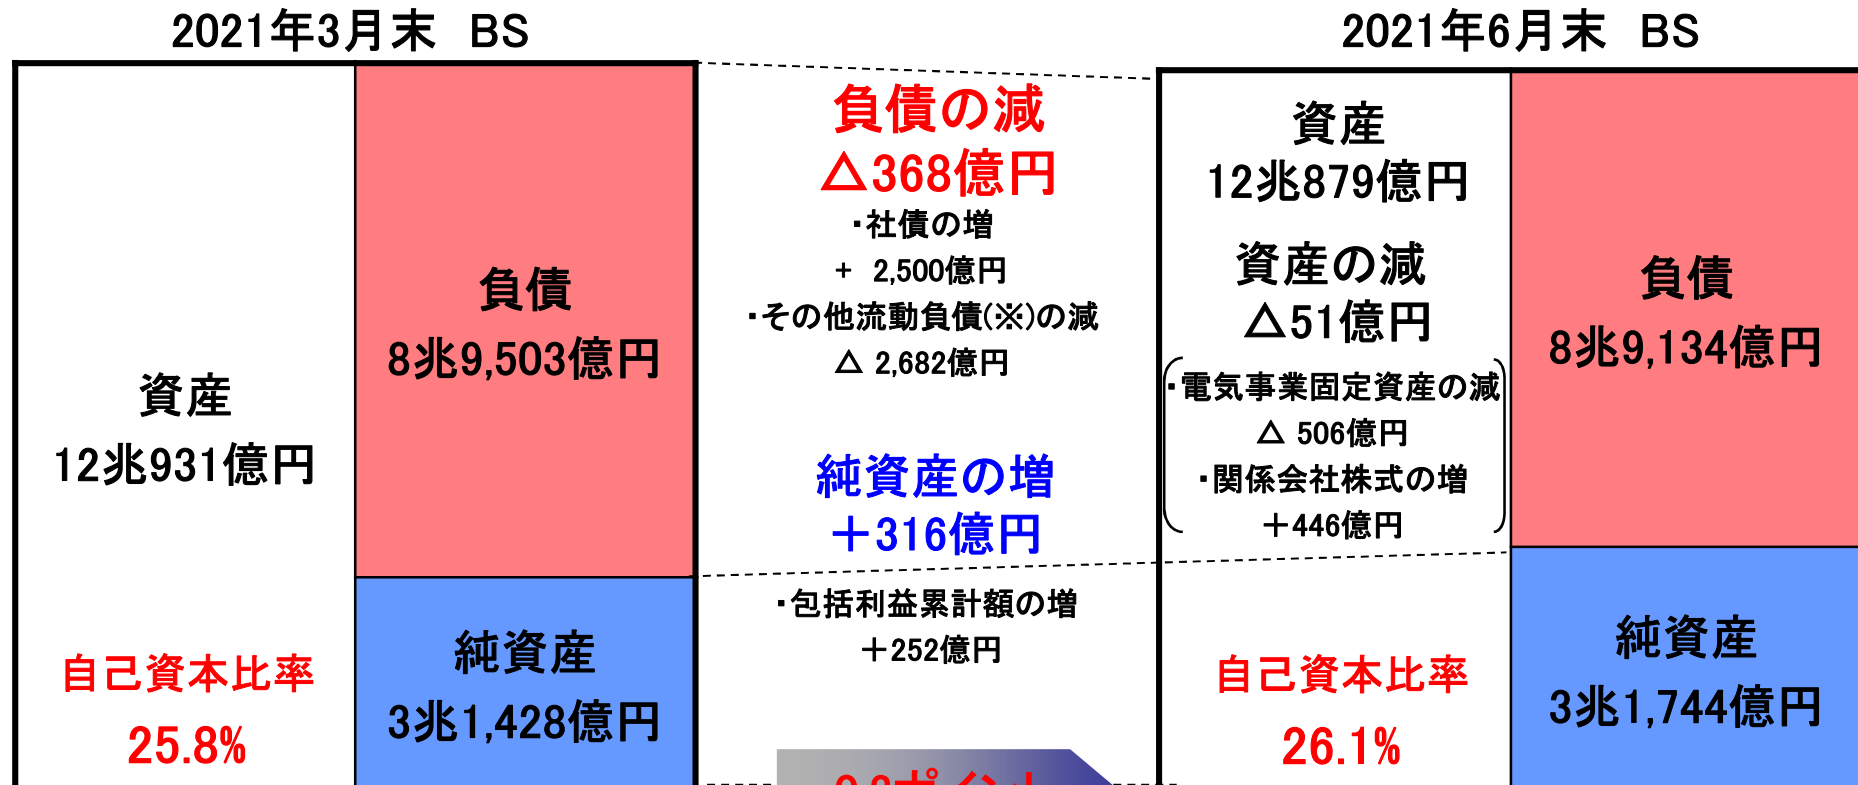 2021年3月末　BS
資産
12兆931億円
自己資本比率
25.8%
負債
8兆9,503億円
純資産
3兆1,428億円
負債の減
△368億円
・社債の増
+ 2,500億円
・その他流動負債(※)の減
△ 2,682億円
純資産の増
＋316億円
・包括利益累計額の増
＋252億円
2021年6月末　BS
資産
12兆879億円
資産の減
△51億円
・電気事業固定資産の減
△ 506億円
・関係会社株式の増
＋446億円
自己資本比率
26.1%
負債
8兆9,134億円
純資産
3兆1,744億円